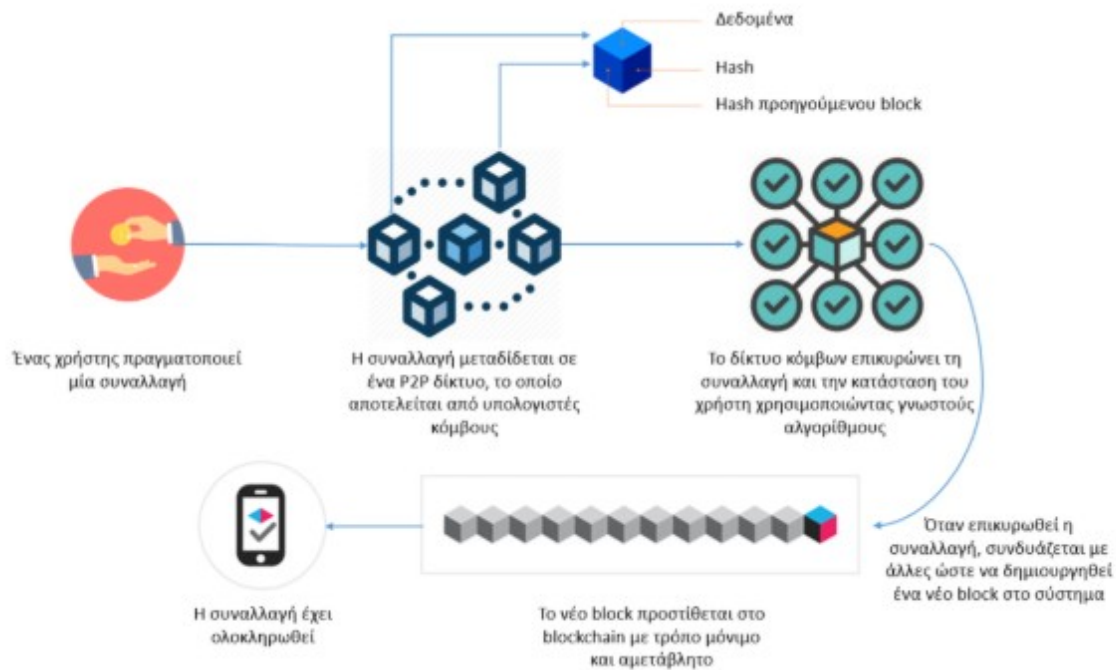 Δεδομένα
Hash
Hash προηγούμενου block
Ένας χρήστης πραγματοποιεί
μία συναλλαγή
Η συναλλαγή μεταδίδεται σε
ένα P2P δίκτυο, το οποίο
αποτελείται από υπολογιστές
κόμβους
Το δίκτυο κόμβων επικυρώνει τη
συναλλαγή και την κατάσταση του
χρήστη χρησιμοποιώντας γνωστούς
αλγορίθμους
Όταν επικυρωθεί η
συναλλαγή, συνδυάζεται με
άλλες ώστε να δημιουργηθεί
ένα νέο block στο σύστημα
Το νέο block προστίθεται στο
blockchain με τρόπο μόνιμο
και αμετάβλητο
Η συναλλαγή έχει
ολοκληρωθεί